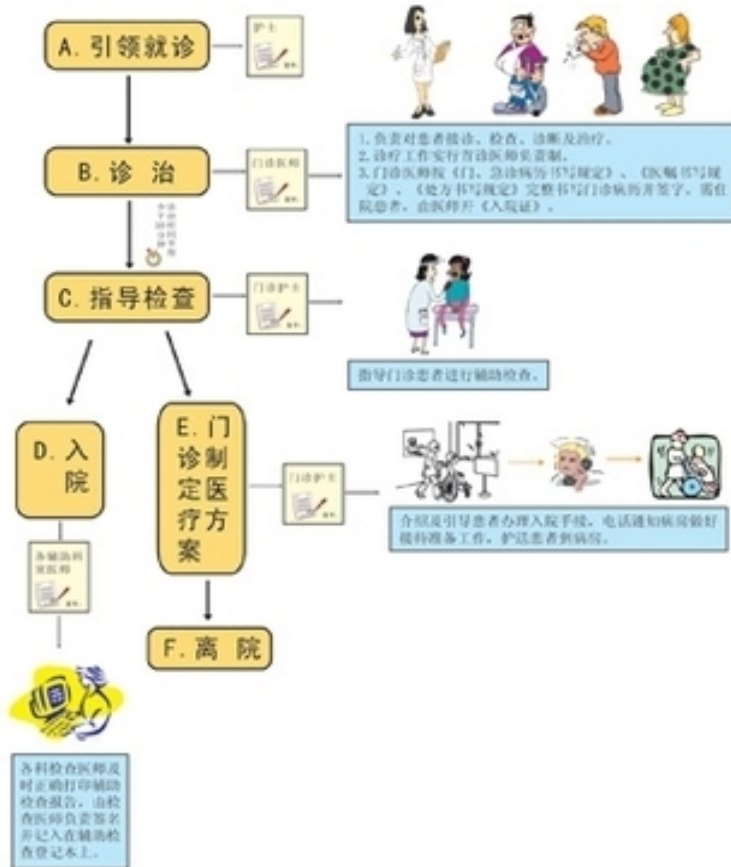 A.引领就诊
护士
B.诊 治
门诊医师
1.负责对患者接诊、检查、诊断及治疗。
2.诊疗工作实行首诊医师负责制。
3.门诊医师按《门、急诊病历书写规定》、《医嘱书写规
定》、《处方书写规定》完整书写门诊病历并签字，需住
院患者，由医师开《入院证》。
C.指导检查
门诊护士
指导门诊患者进行辅助检查。
D.入
院
E.门
诊制
定医
疗方
案
门诊护士
介绍及引导患者办理入院手续，电话通知病房做好
接待准备工作，护送患者到病房。
各辅助科
室医师
F.离 院
各科检查医师及
时正确打印辅助
检查报告，由检
查医师负责签名
并记入在辅助检
查登记本上。